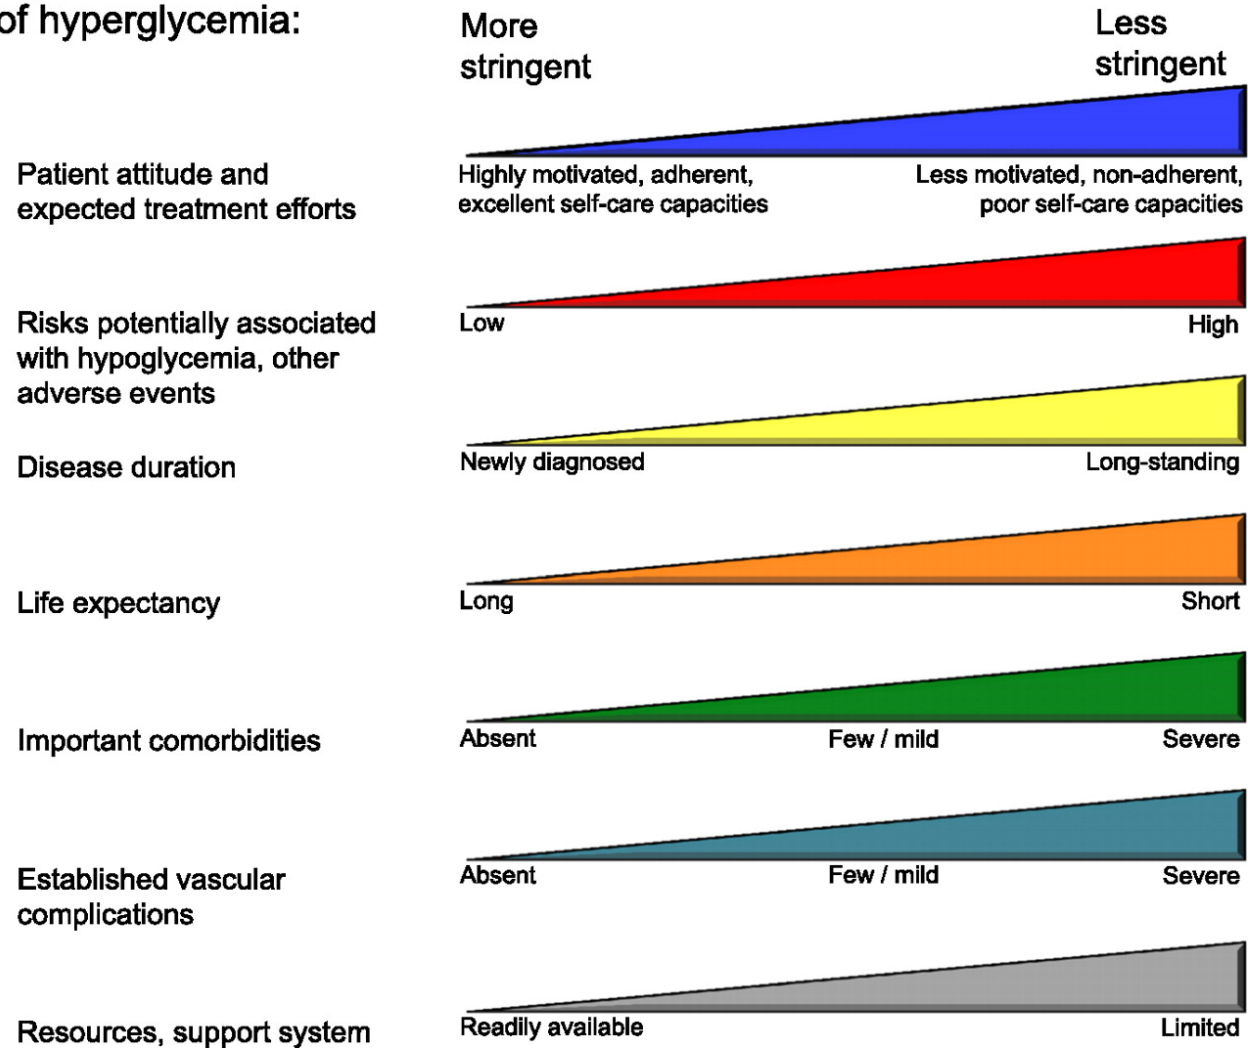 of hyperglycemia:
More
stringent
Less
stringent
Patient attitude and
expected treatment efforts
Highly motivated, adherent,
excellent self-care capacities
Less motivated, non-adherent,
poor self-care capacities
Risks potentially associated
with hypoglycemia, other
adverse events
Low
High
Disease duration
Newly diagnosed
Long-standing
Life expectancy
Long
Short
Important comorbidities
Absent
Few / mild
Severe
Established vascular
complications
Absent
Few / mild
Severe
Resources, support system
Readily available
Limited